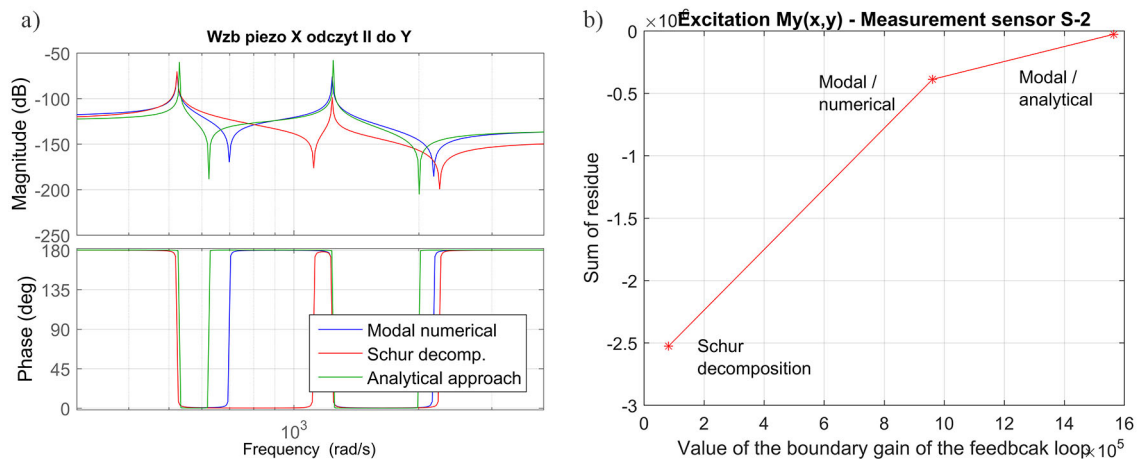 a)
Wzb piezo X odczyt II do Y
-50
-100
-150
-200
-250
Magnitude (dB)
180
135
90
45
0
Phase (deg)
Modal numerical
Schur decomp.
Analytical approach
10³
Frequency (rad/s)
b)
×10⁻⁶
Excitation My(x,y) - Measurement sensor S-2
0
-0.5
-1
-1.5
-2
-2.5
-3
Sum of residue
Modal /
numerical
Modal /
analytical
Schur
decomposition
0 2 4 6 8 10 12 14 16
Value of the boundary gain of the feedbcak loop ×10⁵